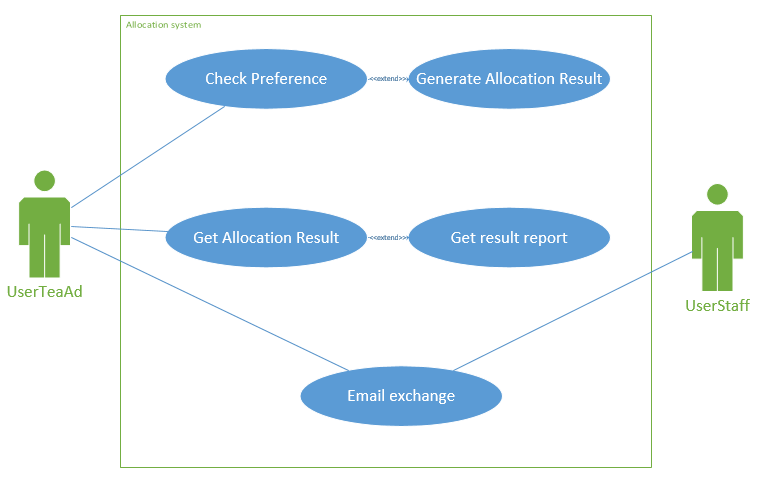 Allocation system
Check Preference
<<extend>>
Generate Allocation Result
Get Allocation Result
<<extend>>
Get result report
UserTeaAd
UserStaff
Email exchange